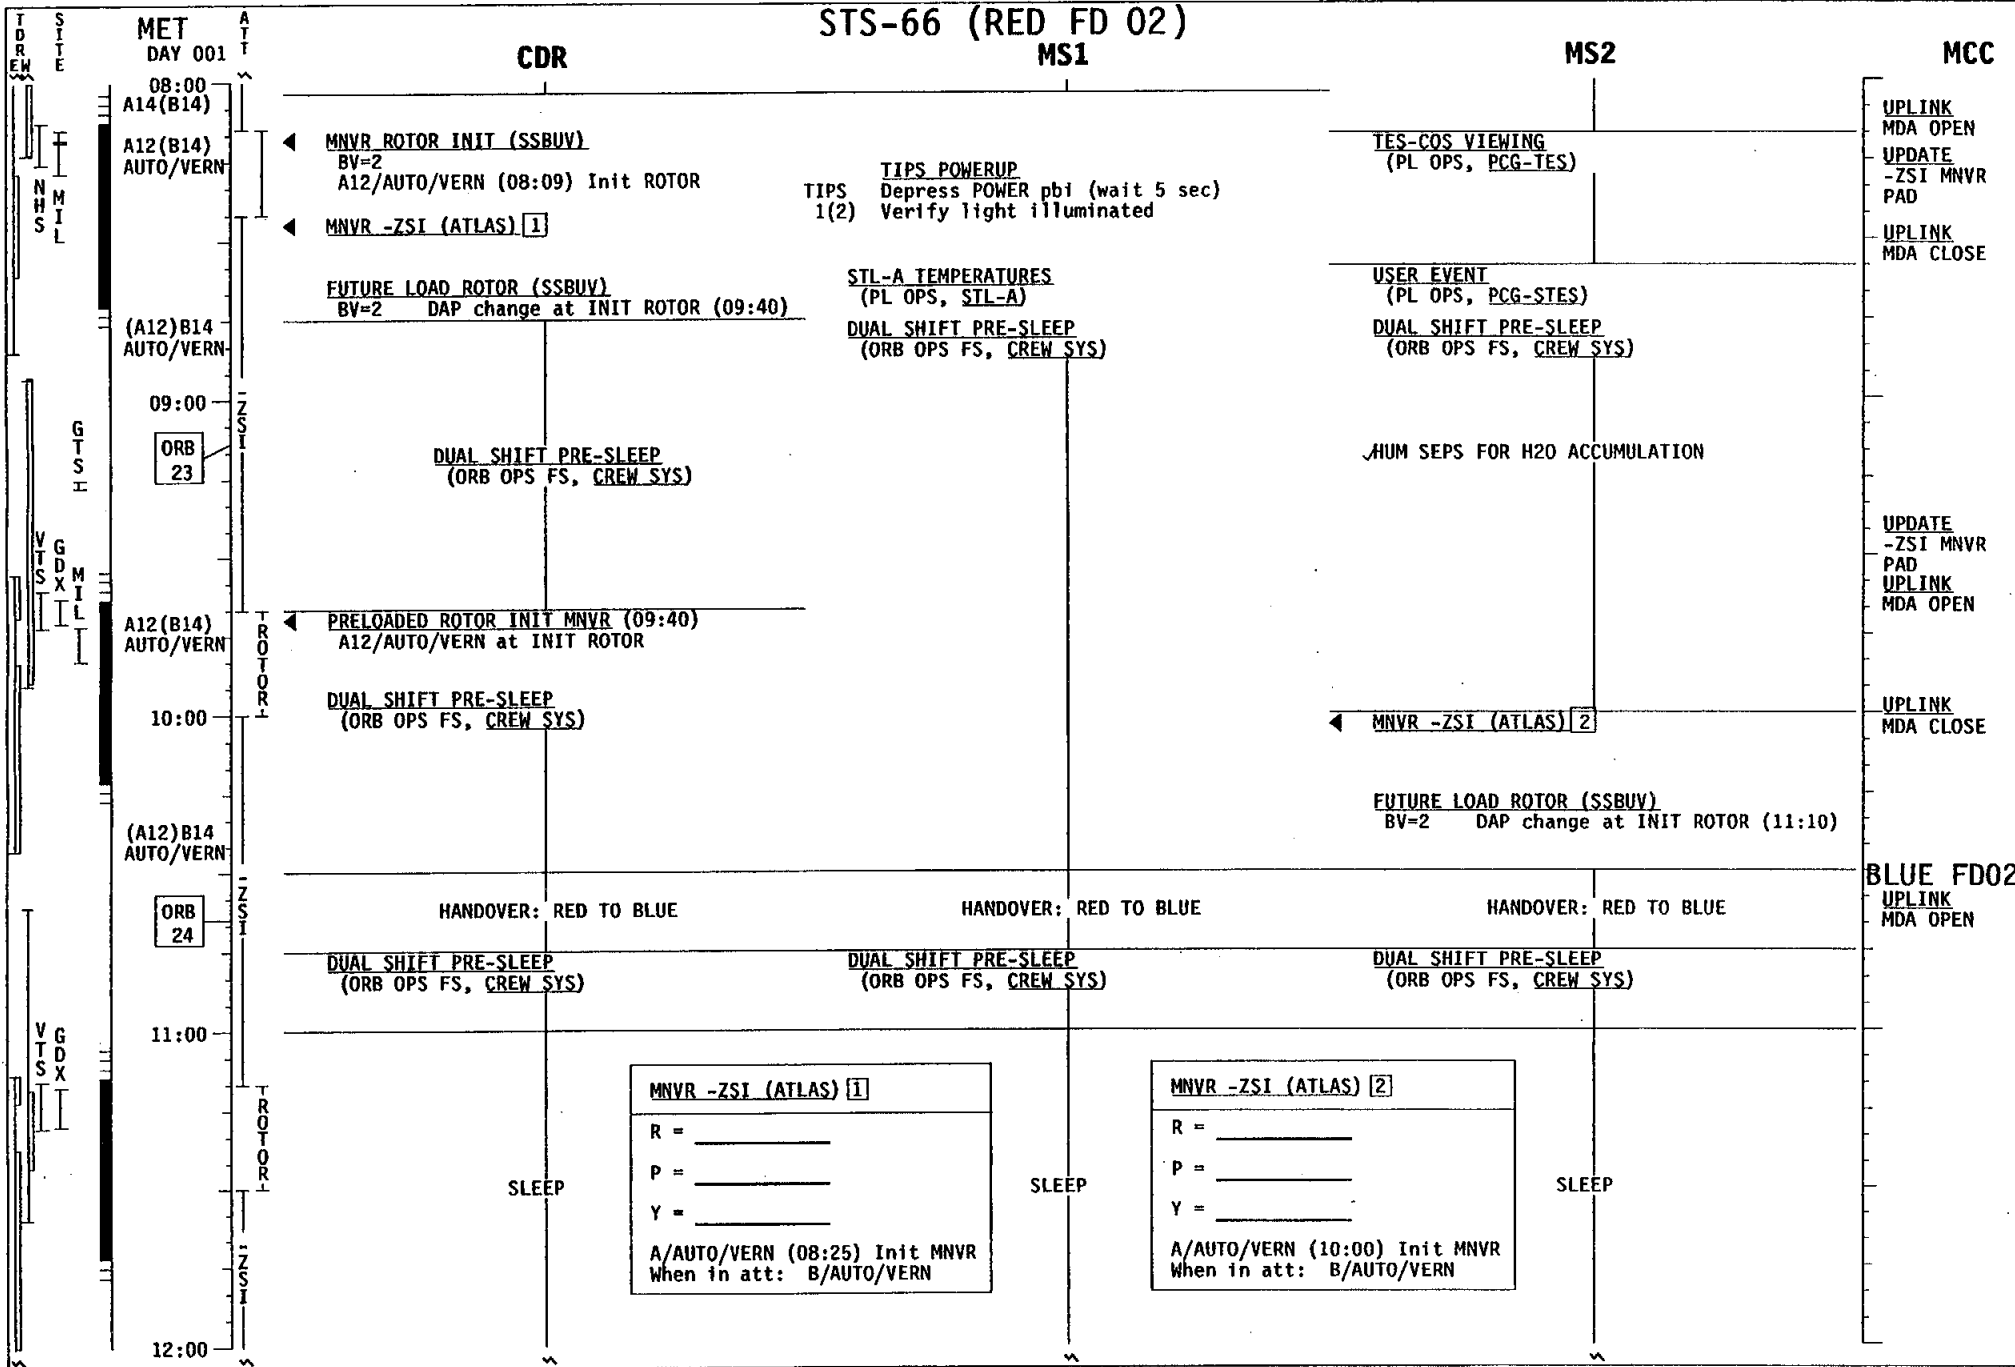 STS-66 (RED FD 02)
TDRE W
SITE
MET
DAY 001
ATT
CDR
MS1
MS2
MCC
08:00
A14(B14)
A12(B14)
AUTO/VERN
NHS
MIL
(A12)B14
AUTO/VERN
09:00
-ZSI
ORB
23
GTS
VTS
GDX
MIL
A12(B14)
AUTO/VERN
ROTOR
10:00
(A12)B14
AUTO/VERN
-ZSI
ORB
24
11:00
VTS
GDX
ROTOR
-ZSI
12:00
MNVR ROTOR INIT (SSBUV)
BV=2
A12/AUTO/VERN (08:09) Init ROTOR
MNVR -ZSI (ATLAS) 1
FUTURE LOAD ROTOR (SSBUV)
BV=2 DAP change at INIT ROTOR (09:40)
DUAL SHIFT PRE-SLEEP
(ORB OPS FS, CREW SYS)
PRELOADED ROTOR INIT MNVR (09:40)
A12/AUTO/VERN at INIT ROTOR
DUAL SHIFT PRE-SLEEP
(ORB OPS FS, CREW SYS)
HANDOVER: RED TO BLUE
DUAL SHIFT PRE-SLEEP
(ORB OPS FS, CREW SYS)
SLEEP
TIPS POWERUP
TIPS Depress POWER pbi (wait 5 sec)
1(2) Verify light illuminated
STL-A TEMPERATURES
(PL OPS, STL-A)
DUAL SHIFT PRE-SLEEP
(ORB OPS FS, CREW SYS)
HANDOVER: RED TO BLUE
DUAL SHIFT PRE-SLEEP
(ORB OPS FS, CREW SYS)
MNVR -ZSI (ATLAS) 1
R =
P =
Y =
A/AUTO/VERN (08:25) Init MNVR
When in att: B/AUTO/VERN
SLEEP
TES-COS VIEWING
(PL OPS, PCG-TES)
USER EVENT
(PL OPS, PCG-STES)
DUAL SHIFT PRE-SLEEP
(ORB OPS FS, CREW SYS)
✓HUM SEPS FOR H2O ACCUMULATION
MNVR -ZSI (ATLAS) 2
FUTURE LOAD ROTOR (SSBUV)
BV=2 DAP change at INIT ROTOR (11:10)
HANDOVER: RED TO BLUE
DUAL SHIFT PRE-SLEEP
(ORB OPS FS, CREW SYS)
MNVR -ZSI (ATLAS) 2
R =
P =
Y =
A/AUTO/VERN (10:00) Init MNVR
When in att: B/AUTO/VERN
SLEEP
UPLINK
MDA OPEN
UPDATE
-ZSI MNVR
PAD
UPLINK
MDA CLOSE
UPDATE
-ZSI MNVR
PAD
UPLINK
MDA OPEN
UPLINK
MDA CLOSE
BLUE FD02
UPLINK
MDA OPEN